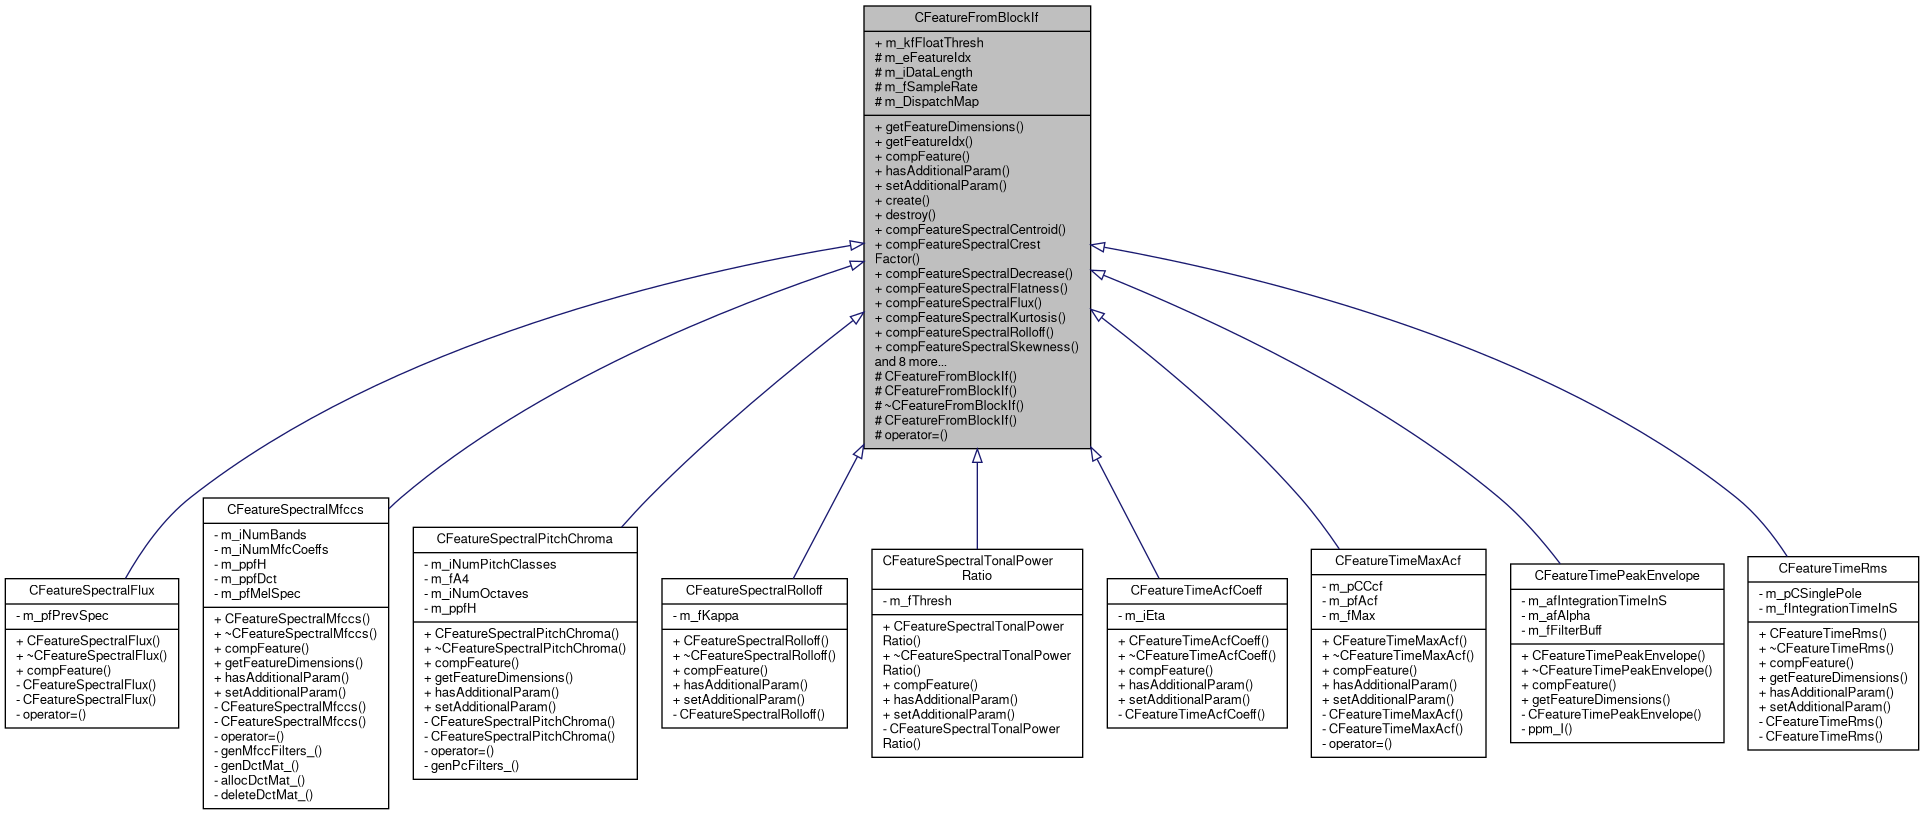 CFeatureFromBlockIf
+ m_kfFloatThresh
# m_eFeatureIdx
# m_iDataLength
# m_fSampleRate
# m_DispatchMap
+ getFeatureDimensions()
+ getFeatureIdx()
+ compFeature()
+ hasAdditionalParam()
+ setAdditionalParam()
+ create()
+ destroy()
+ compFeatureSpectralCentroid()
+ compFeatureSpectralCrest
Factor()
+ compFeatureSpectralDecrease()
+ compFeatureSpectralFlatness()
+ compFeatureSpectralFlux()
+ compFeatureSpectralKurtosis()
+ compFeatureSpectralRolloff()
+ compFeatureSpectralSkewness()
and 8 more...
# CFeatureFromBlockIf()
# CFeatureFromBlockIf()
# ~CFeatureFromBlockIf()
# CFeatureFromBlockIf()
# operator=()
CFeatureSpectralFlux
- m_pfPrevSpec
+ CFeatureSpectralFlux()
+ ~CFeatureSpectralFlux()
+ compFeature()
- CFeatureSpectralFlux()
- CFeatureSpectralFlux()
- operator=()
CFeatureSpectralMfccs
- m_iNumBands
- m_iNumMfcCoeffs
- m_ppfH
- m_ppfDct
- m_pfMelSpec
+ CFeatureSpectralMfccs()
+ ~CFeatureSpectralMfccs()
+ compFeature()
+ getFeatureDimensions()
+ hasAdditionalParam()
+ setAdditionalParam()
- CFeatureSpectralMfccs()
- CFeatureSpectralMfccs()
- operator=()
- genMfccFilters_()
- genDctMat_()
- allocDctMat_()
- deleteDctMat_()
CFeatureSpectralPitchChroma
- m_iNumPitchClasses
- m_fA4
- m_iNumOctaves
- m_ppfH
+ CFeatureSpectralPitchChroma()
+ ~CFeatureSpectralPitchChroma()
+ compFeature()
+ getFeatureDimensions()
+ hasAdditionalParam()
+ setAdditionalParam()
- CFeatureSpectralPitchChroma()
- CFeatureSpectralPitchChroma()
- operator=()
- genPcFilters_()
CFeatureSpectralRolloff
- m_fKappa
+ CFeatureSpectralRolloff()
+ ~CFeatureSpectralRolloff()
+ compFeature()
+ hasAdditionalParam()
+ setAdditionalParam()
- CFeatureSpectralRolloff()
CFeatureSpectralTonalPower
Ratio
- m_fThresh
+ CFeatureSpectralTonalPower
Ratio()
+ ~CFeatureSpectralTonalPower
Ratio()
+ compFeature()
+ hasAdditionalParam()
+ setAdditionalParam()
- CFeatureSpectralTonalPower
Ratio()
CFeatureTimeAcfCoeff
- m_iEta
+ CFeatureTimeAcfCoeff()
+ ~CFeatureTimeAcfCoeff()
+ compFeature()
+ hasAdditionalParam()
+ setAdditionalParam()
- CFeatureTimeAcfCoeff()
CFeatureTimeMaxAcf
- m_pCCcf
- m_pfAcf
- m_fMax
+ CFeatureTimeMaxAcf()
+ ~CFeatureTimeMaxAcf()
+ compFeature()
+ hasAdditionalParam()
+ setAdditionalParam()
- CFeatureTimeMaxAcf()
- CFeatureTimeMaxAcf()
- operator=()
CFeatureTimePeakEnvelope
- m_afIntegrationTimeInS
- m_afAlpha
- m_fFilterBuff
+ CFeatureTimePeakEnvelope()
+ ~CFeatureTimePeakEnvelope()
+ compFeature()
+ getFeatureDimensions()
- CFeatureTimePeakEnvelope()
- ppm_I()
CFeatureTimeRms
- m_pCSinglePole
- m_fIntegrationTimeInS
+ CFeatureTimeRms()
+ ~CFeatureTimeRms()
+ compFeature()
+ getFeatureDimensions()
+ hasAdditionalParam()
+ setAdditionalParam()
- CFeatureTimeRms()
- CFeatureTimeRms()